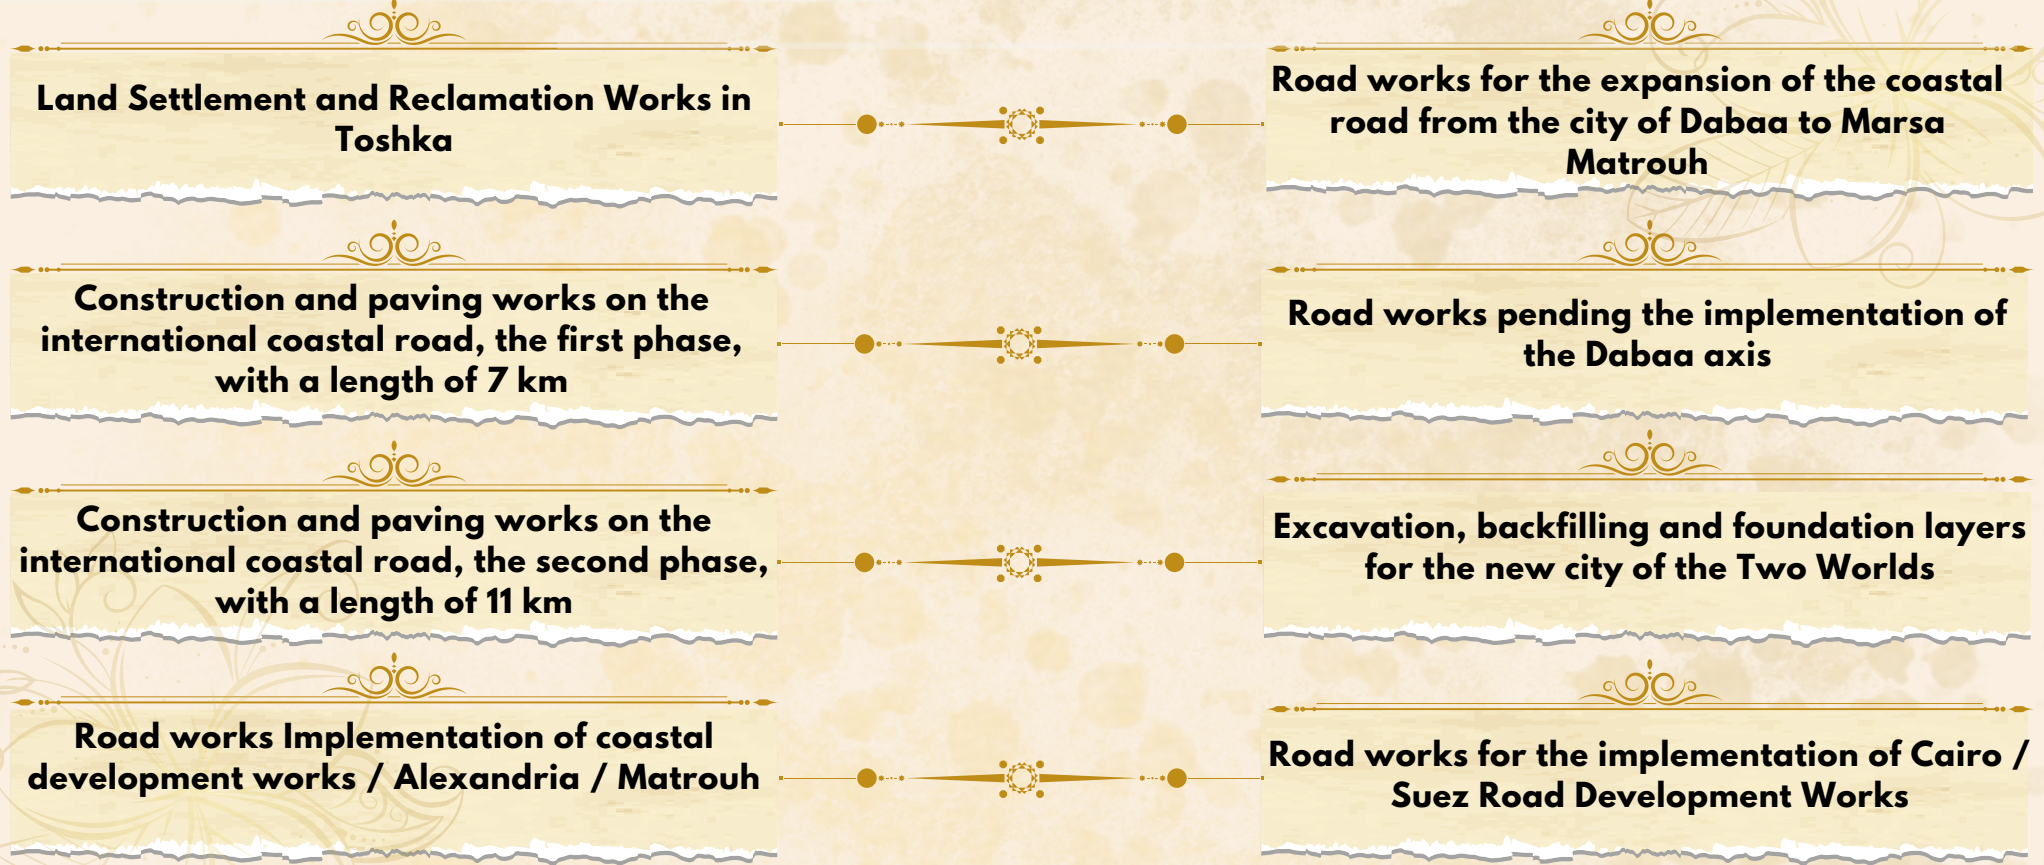 Land Settlement and Reclamation Works in
Toshka
Road works for the expansion of the coastal
road from the city of Dabaa to Marsa
Matrouh
Construction and paving works on the
international coastal road, the first phase,
with a length of 7 km
Road works pending the implementation of
the Dabaa axis
Construction and paving works on the
international coastal road, the second phase,
with a length of 11 km
Excavation, backfilling and foundation layers
for the new city of the Two Worlds
Road works Implementation of coastal
development works / Alexandria / Matrouh
Road works for the implementation of Cairo /
Suez Road Development Works